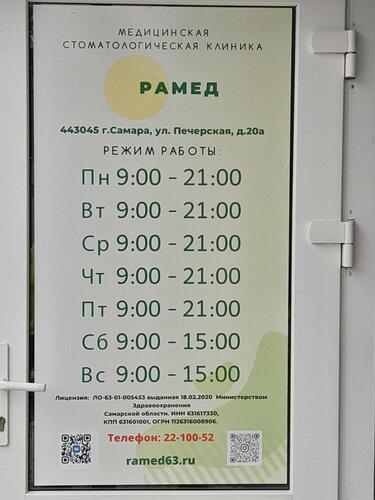 МЕДИЦИНСКАЯ
СТОМАТОЛОГИЧЕСКАЯ КЛИНИКА
РАМЕД
443045 г.Самара, ул. Печерская, д.20а
РЕЖИМ РАБОТЫ:
Пн 9:00 - 21:00
Вт 9:00 - 21:00
Ср 9:00 - 21:00
Чт 9:00 - 21:00
Пт 9:00 - 21:00
Сб 9:00 - 15:00
Вс 9:00 - 15:00
Лицензия: ЛО-63-01-005453 выданная 18.02.2020 Министерством
Здравоохранения
Самарской области. ИНН 631617330,
КПП 631601001, ОГРН 1126316008906.
Телефон: 22-100-52
ramed63.ru